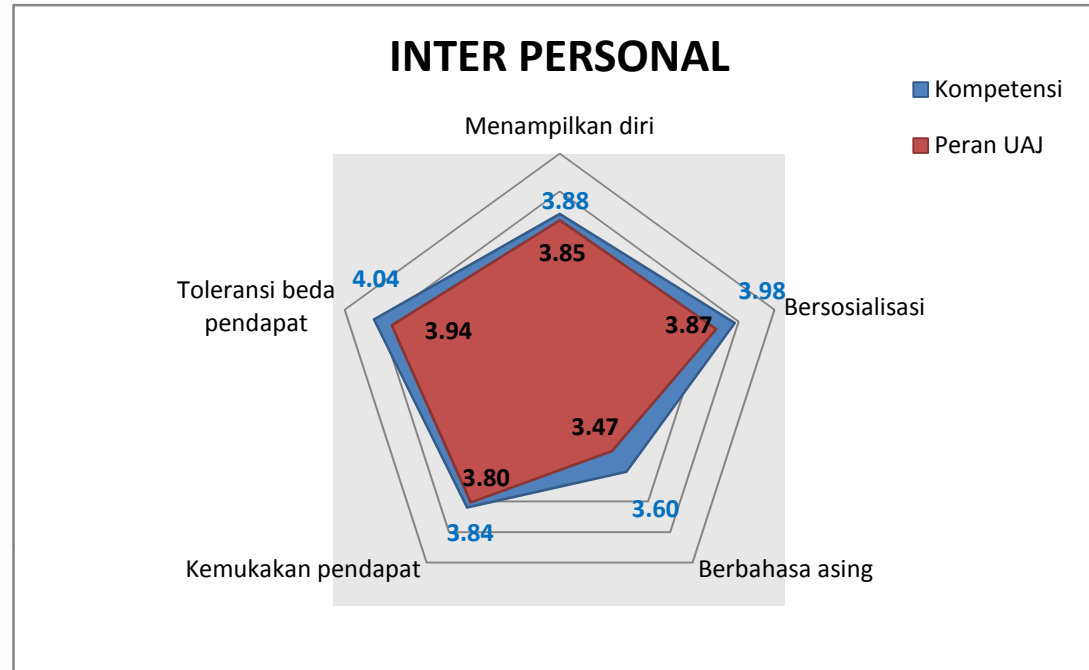 INTER PERSONAL
Kompetensi
Peran UAJ
Menampilkan diri
3.88
3.85
4.04
3.98
Toleransi beda
pendapat
Bersosialisasi
3.94
3.87
3.47
3.80
3.60
3.84
Kemukakan pendapat
Berbahasa asing